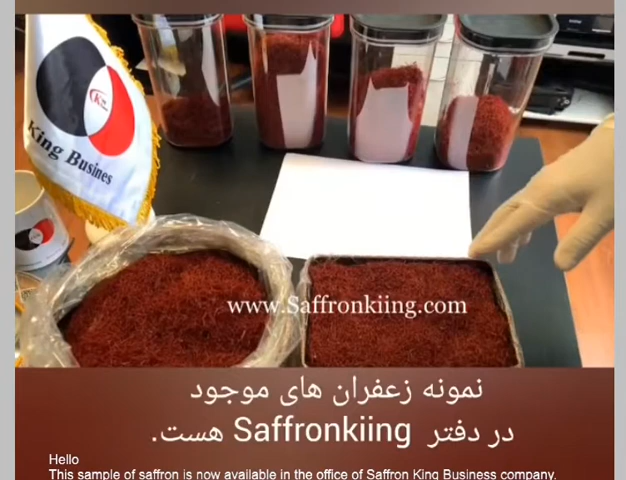 King Busines
www.Saffronkiing.com
نمونه زعفران های موجود
در دفتر Saffronkiing هست.
Hello
This sample of saffron is now available in the office of Saffron King Business company.